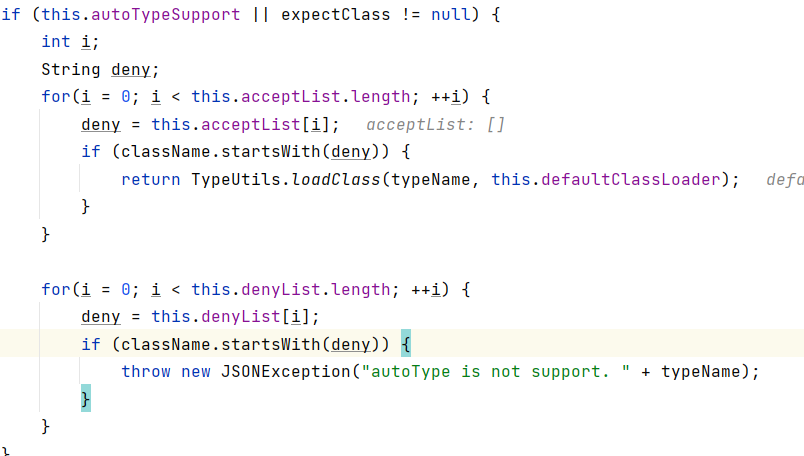 if (this.autoTypeSupport || expectClass != null) {
    int i;
    String deny;
    for(i = 0; i < this.acceptList.length; ++i) {
        deny = this.acceptList[i];   acceptList: []
        if (className.startsWith(deny)) {
            return TypeUtils.loadClass(typeName, this.defaultClassLoader);   defa
        }
    }

    for(i = 0; i < this.denyList.length; ++i) {
        deny = this.denyList[i];
        if (className.startsWith(deny)) {
            throw new JSONException("autoType is not support. " + typeName);
        }
    }
}